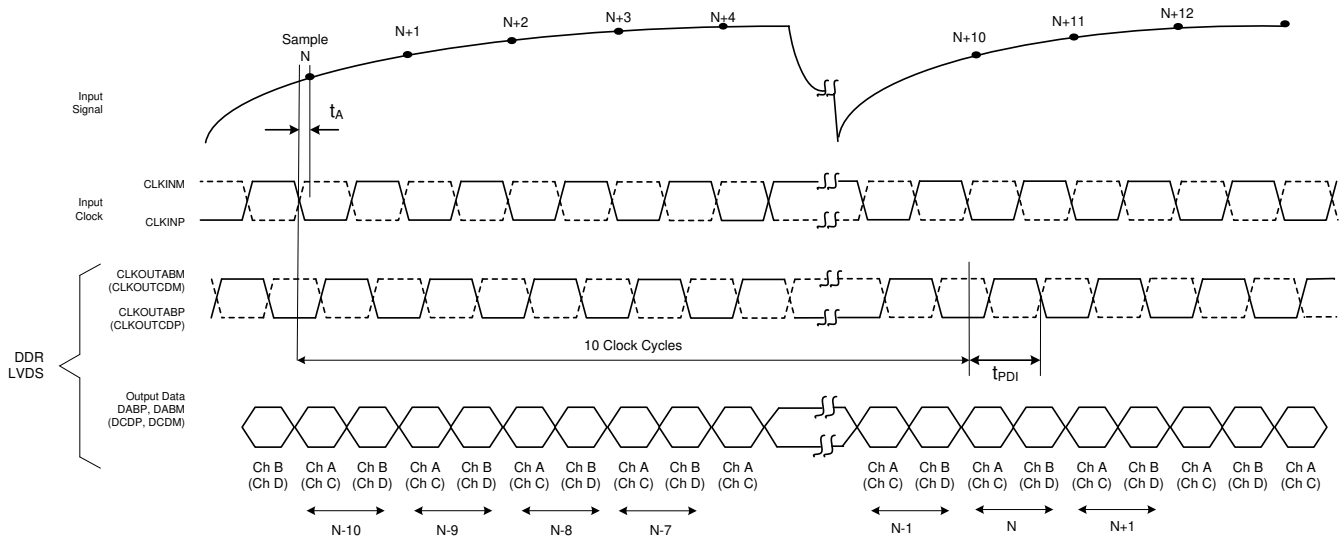 Sample
N
N+1
N+2
N+3
N+4
N+10
N+11
N+12
Input
Signal
tA
CLKINM
Input
Clock
CLKINP
CLKOUTABM
(CLKOUTCDM)
CLKOUTABP
(CLKOUTCDP)
10 Clock Cycles
tPDI
DDR
LVDS
Output Data
DABP, DABM
(DCDP, DCDM)
Ch B Ch A Ch B Ch A Ch B Ch A Ch B Ch A Ch B Ch A Ch A Ch B Ch A Ch B Ch A Ch B Ch A Ch B Ch A
(Ch D) (Ch C) (Ch D) (Ch C) (Ch D) (Ch C) (Ch D) (Ch C) (Ch D) (Ch C) (Ch C) (Ch D) (Ch C) (Ch D) (Ch C) (Ch D) (Ch C) (Ch D) (Ch C)
N-10 N-9 N-8 N-7 N-1 N N+1